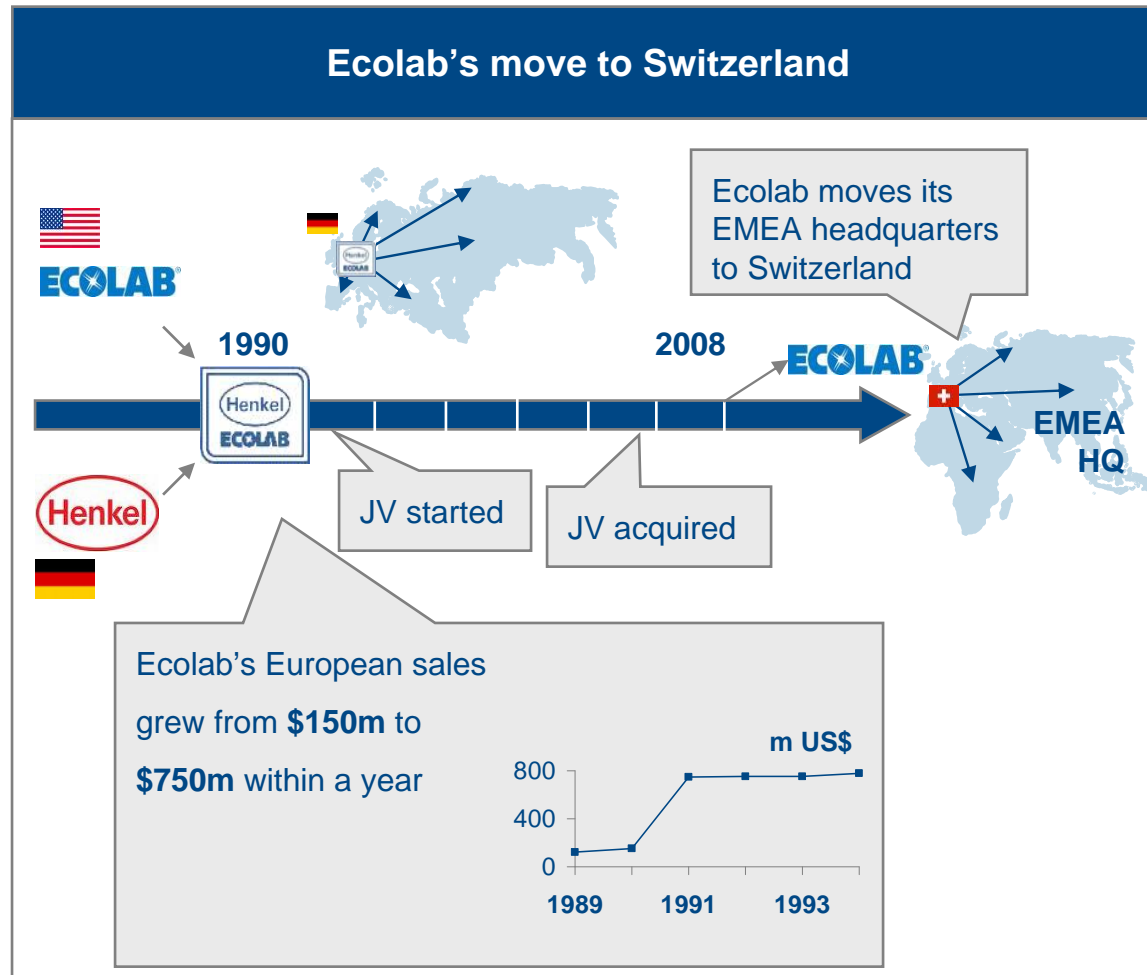 Ecolab’s move to Switzerland
Ecolab moves its
EMEA headquarters
to Switzerland
ECOLAB®
Henkel
ECOLAB
1990
2008
ECOLAB®
Henkel
ECOLAB
EMEA
HQ
Henkel
JV started
JV acquired
Ecolab’s European sales
grew from $150m to
$750m within a year
m US$
800
400
0
1989 1991 1993